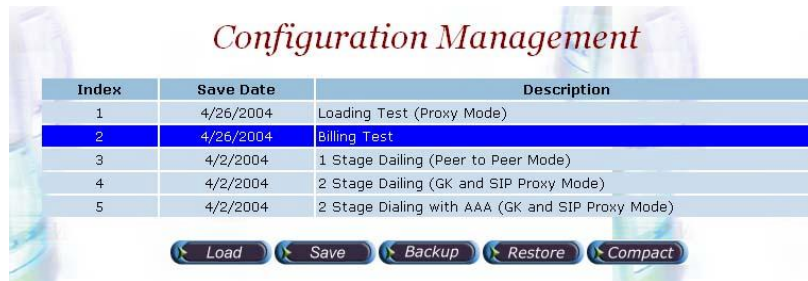 Configuration Management
Index Save Date Description
1 4/26/2004 Loading Test (Proxy Mode)
2 4/26/2004 Billing Test
3 4/2/2004 1 Stage Dailing (Peer to Peer Mode)
4 4/2/2004 2 Stage Dailing (GK and SIP Proxy Mode)
5 4/2/2004 2 Stage Dialing with AAA (GK and SIP Proxy Mode)
Load Save Backup Restore Compact